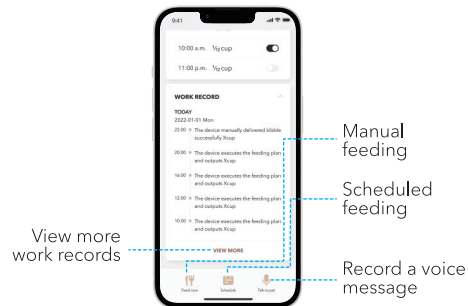 9:41
10:00 a.m. 1/12 cup
11:00 p.m. 1/12 cup
WORK RECORD
TODAY
2022-01-01 Mon
22:00 The device manually delivered kibble
successfully Xcup
20:00 The device executes the feeding plan
and outputs Xcup
16:00 The device executes the feeding plan
and outputs Xcup
12:00 The device executes the feeding plan
and outputs Xcup
10:00 The device executes the feeding plan
and outputs Xcup
VIEW MORE
Feed now Schedule Talk to pet
Manual
feeding
Scheduled
feeding
View more
work records
Record a voice
message